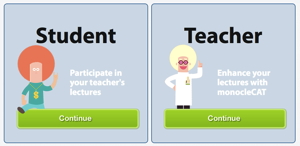 Student
Participate in
your teacher's
lectures
Continue
Teacher
Enhance your
lectures with
monocleCAT
Continue